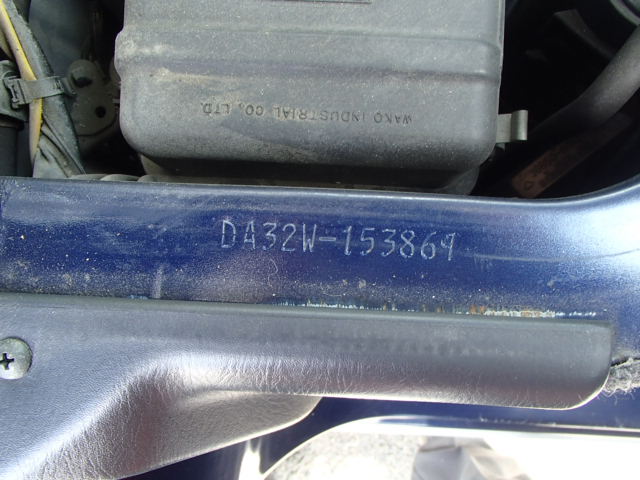 WAKO INDUSTRIAL CO., LTD.
DA32W-153869